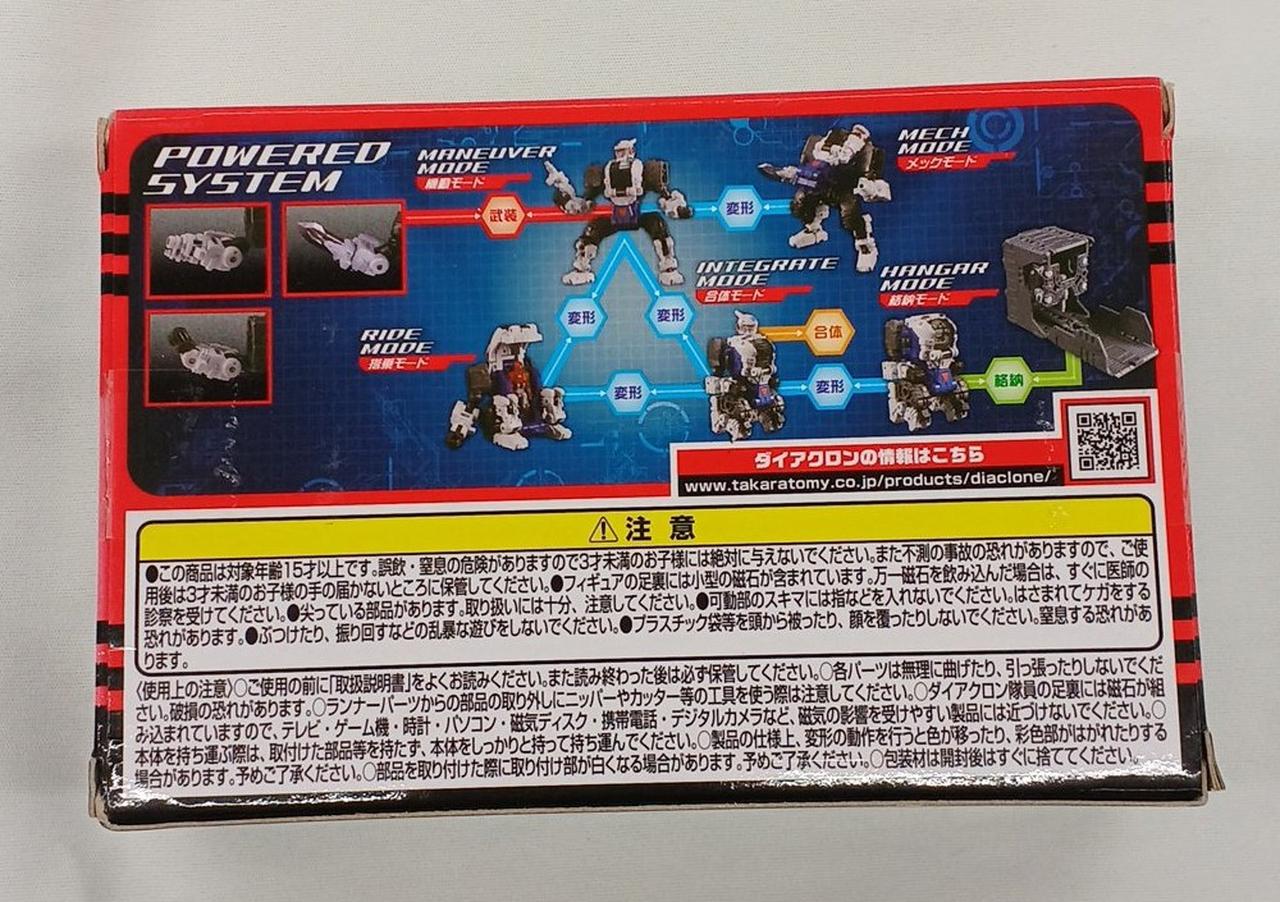 POWERED
SYSTEM
MANEUVER
MODE
機動モード
武装
変形
MECH
MODE
メックモード
INTEGRATE
MODE
合体モード
HANGAR
MODE
格納モード
変形
変形
合体
RIDE
MODE
搭乗モード
変形
変形
格納
ダイアクロンの情報はこちら
www.takaratomy.co.jp/products/diaclone/
⚠注意
●この商品は対象年齢15才以上です。誤飲・窒息の危険がありますので3才未満のお子様には絶対に与えないでください。また不測の事故の恐れがありますので、ご使
用後は3才未満のお子様の手の届かないところに保管してください。●フィギュアの足裏には小型の磁石が含まれています。万一磁石を飲み込んだ場合は、すぐに医師の
診察を受けてください。●尖っている部品があります。取り扱いには十分、注意してください。●可動部のスキマには指などを入れないでください。はさまれてケガをする
恐れがあります。●ぶつけたり、振り回すなどの乱暴な遊びをしないでください。●プラスチック袋等を頭から被ったり、顔を覆ったりしないでください。窒息する恐れがあ
ります。
〈使用上の注意〉○ご使用の前に「取扱説明書」をよくお読みください。また読み終わった後は必ず保管してください。○各パーツは無理に曲げたり、引っ張ったりしないでくだ
さい。破損の恐れがあります。○ランナーパーツからの部品の取り外しにニッパーやカッター等の工具を使う際は注意してください。○ダイアクロン隊員の足裏には磁石が組
み込まれていますので、テレビ・ゲーム機・時計・パソコン・磁気ディスク・携帯電話・デジタルカメラなど、磁気の影響を受けやすい製品には近づけないでください。○
本体を持ち運ぶ際は、取付けた部品等を持たず、本体をしっかりと持って持ち運んでください。○製品の仕様上、変形の動作を行うと色が移ったり、彩色部がはがれたりする
場合があります。予めご了承ください。○部品を取り付けた際に取り付け部が白くなる場合があります。予めご了承ください。○包装材は開封後はすぐに捨ててください。